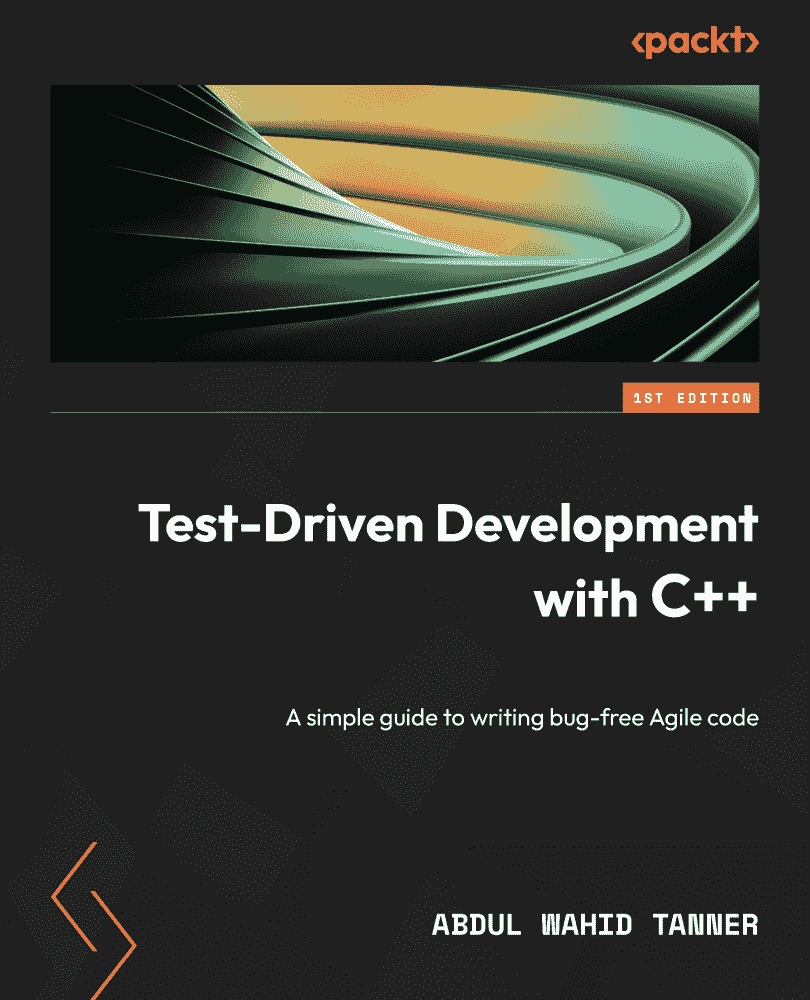 <packt>
1ST EDITION
Test-Driven Development
with C++
A simple guide to writing bug-free Agile code
ABDUL WAHID TANNER